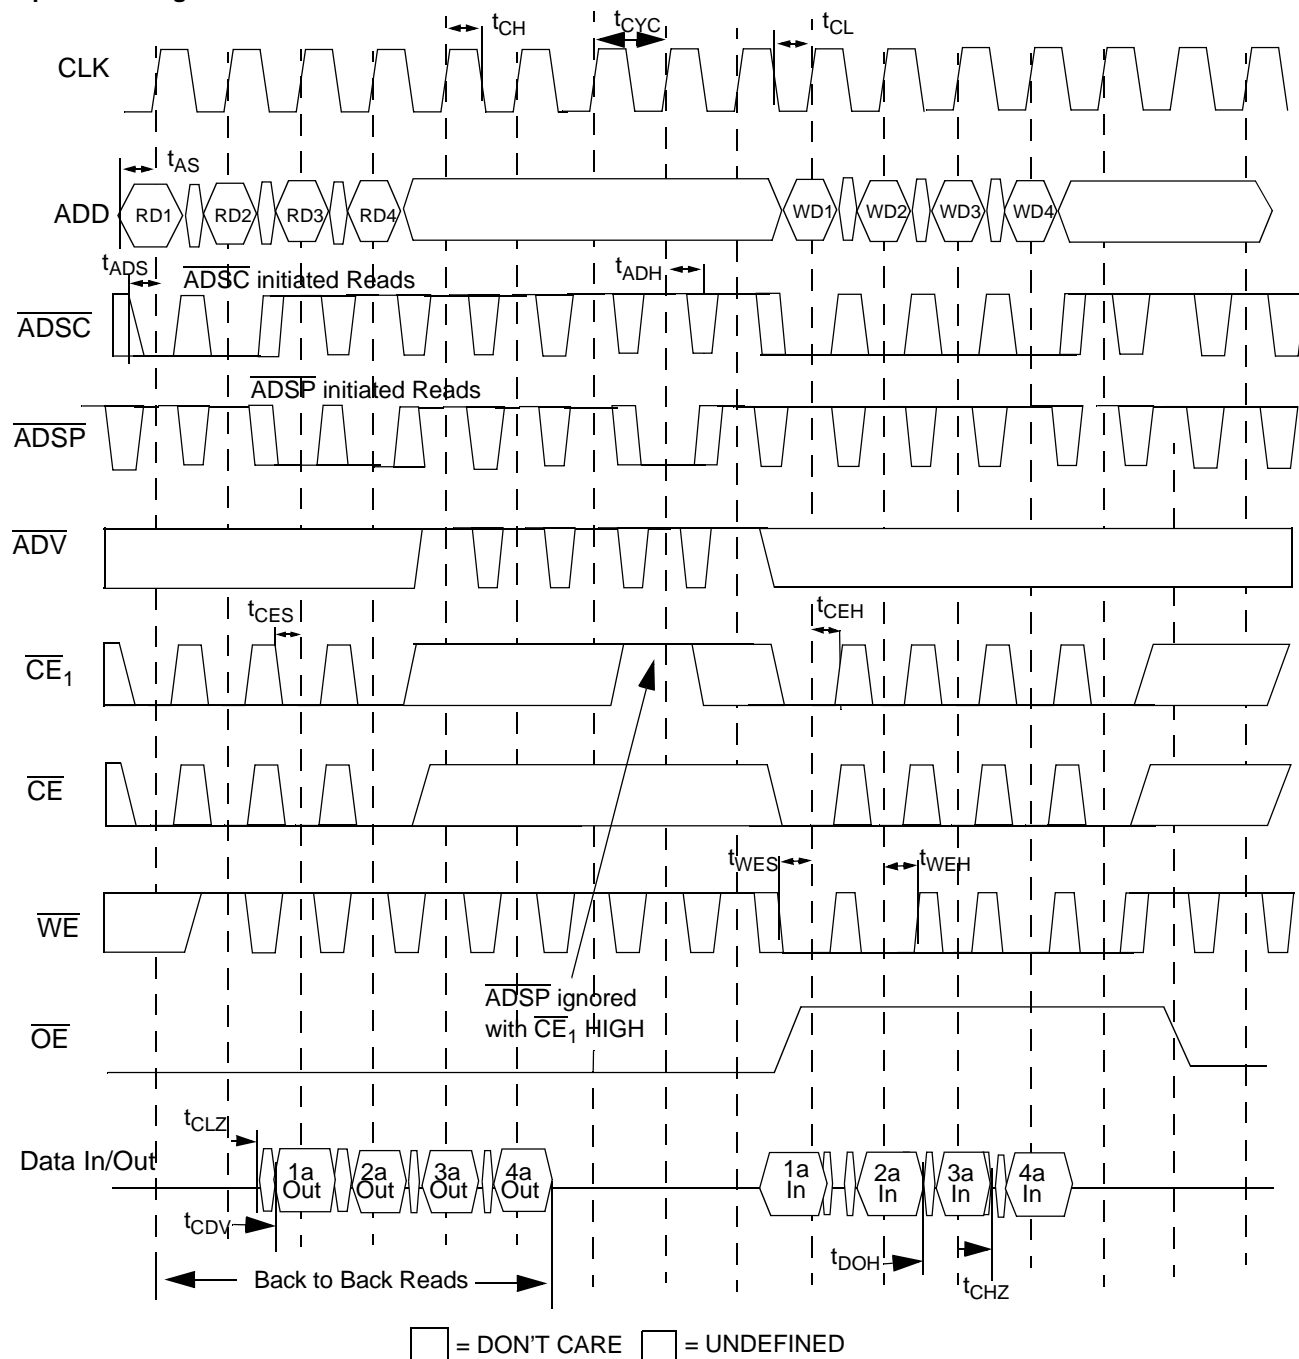 tCH tCYC tCL
CLK
tAS
ADD RD1 RD2 RD3 RD4 WD1 WD2 WD3 WD4
tADS ADSC initiated Reads tADH
ADSC
ADSP initiated Reads
ADSP
ADV
tCES tCEH
CE1
CE
tWES tWEH
WE
ADSP ignored
with CE1 HIGH
OE
tCLZ
Data In/Out 1a Out 2a Out 3a Out 4a Out 1a In 2a In 3a In 4a In
tCDV tDOH tCHZ
Back to Back Reads
= DON'T CARE = UNDEFINED